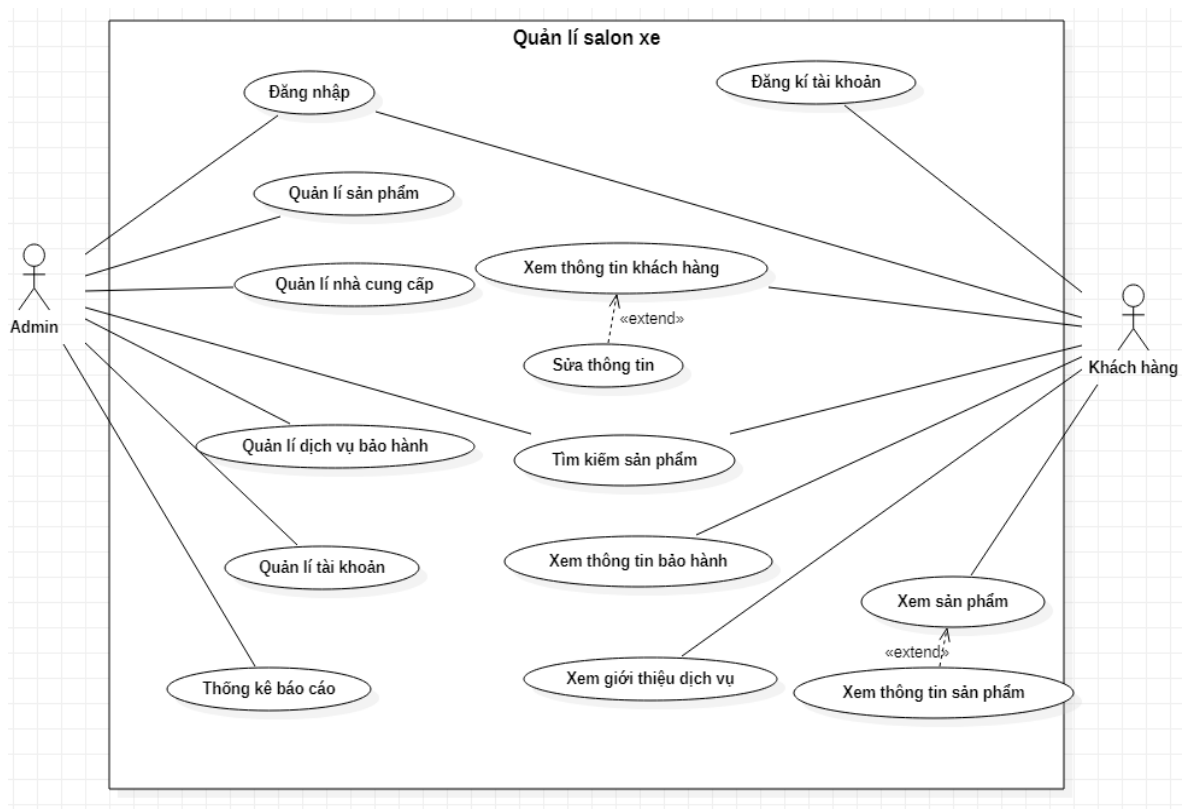 Quản lí salon xe
Đăng nhập
Đăng kí tài khoản
Quản lí sản phẩm
Xem thông tin khách hàng
Quản lí nhà cung cấp
«extend»
Admin
Sửa thông tin
Khách hàng
Quản lí dịch vụ bảo hành
Tìm kiếm sản phẩm
Xem thông tin bảo hành
Quản lí tài khoản
Xem sản phẩm
«extend»
Xem giới thiệu dịch vụ
Thống kê báo cáo
Xem thông tin sản phẩm